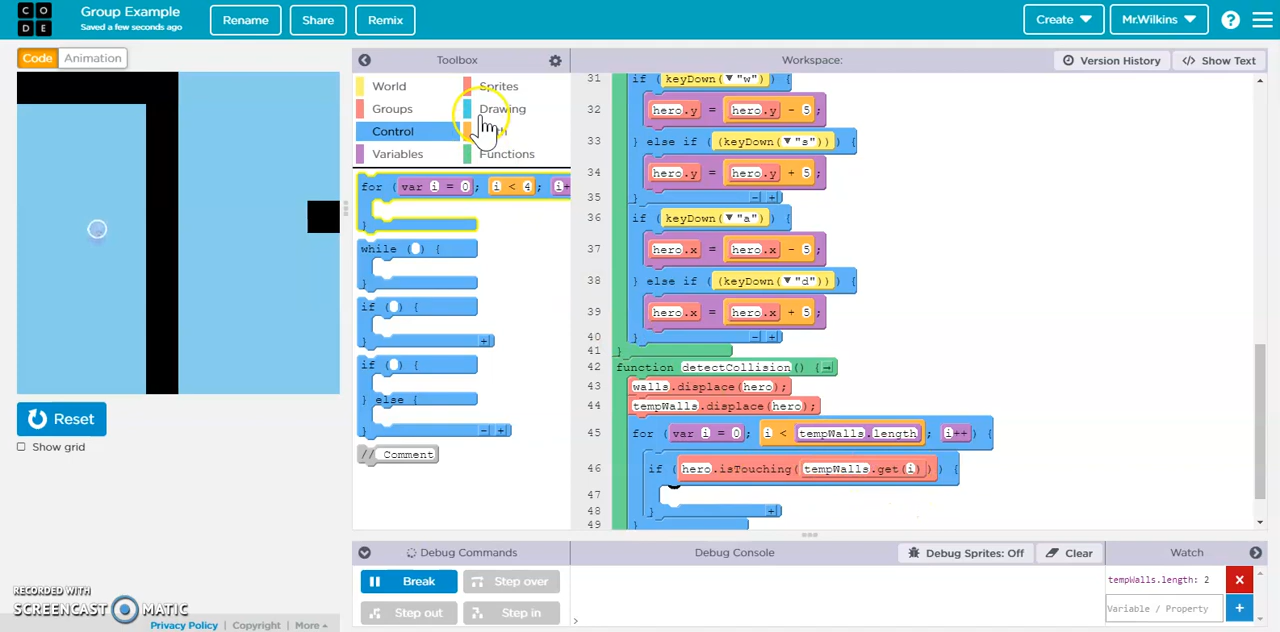 CODE
Group Example
Saved a few seconds ago
Rename
Share
Remix
Create
Mr.Wilkins
?
Code
Animation
Toolbox
Workspace:
Version History
</> Show Text
World
Sprites
Groups
Drawing
Control
Variables
Functions
for ( var i = 0 ; i < 4 ; i+
}
while ( ) {
}
if ( ) {
} +
if ( ) {
} else {
} - +
// Comment
Reset
Show grid
31 if ( keyDown( "w" ) ) {
32 hero.y = hero.y - 5 ;
33 } else if ( (keyDown( "s" )) ) {
34 hero.y = hero.y + 5 ;
35 } - +
36 if ( keyDown( "a" ) ) {
37 hero.x = hero.x - 5 ;
38 } else if ( (keyDown( "d" )) ) {
39 hero.x = hero.x + 5 ;
40 } - +
41 }
42 function detectCollision() {
43 walls.displace( hero );
44 tempWalls.displace( hero );
45 for ( var i = 0 ; i < tempWalls.length ; i++ ) {
46 if ( hero.isTouching( tempWalls.get( i ) ) ) {
47
48 } +
49 }
Debug Commands
Debug Console
Debug Sprites: Off
Clear
Watch
Break
Step over
Step out
Step in
tempWalls.length: 2
Variable / Property
>
RECORDED WITH
SCREENCAST MATIC
Privacy Policy | Copyright | More